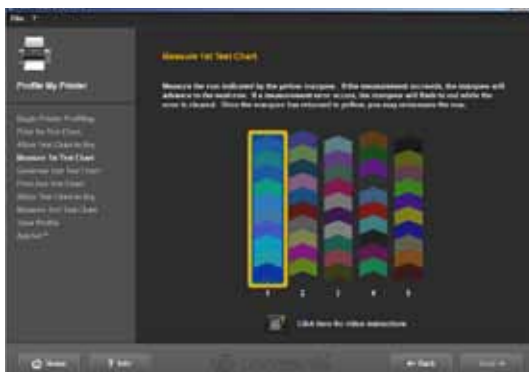 File ?
Profile My Printer
Begin Printer Profiling
Print 1st Test Chart
Allow Test Chart to Dry
Measure 1st Test Chart
Generate 2nd Test Chart
Print 2nd Test Chart
Allow Test Chart to Dry
Measure 2nd Test Chart
Save Profile
Measure 1st Test Chart
Measure the row indicated by the yellow marquee. If the measurement succeeds, the marquee will
advance to the next row. If a measurement error occurs, the marquee will flash to red while the
error is cleared. Once the marquee has returned to yellow, you may remeasure the row.
1 2 3 4 5
Click here for video instructions
Home
? Info
Back
Next